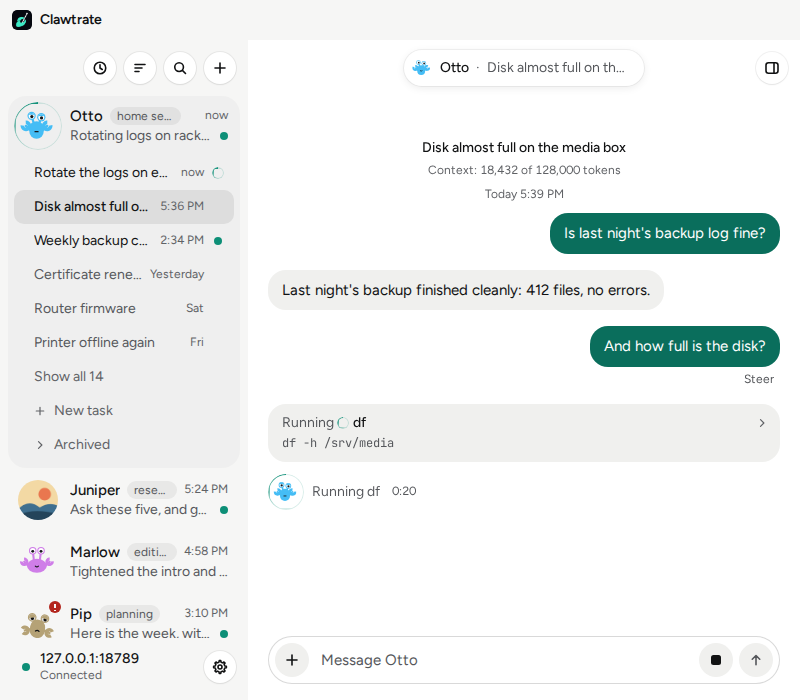 Clawtrate
Otto · Disk almost full on th...
Otto home se... now
Rotating logs on rack...
Rotate the logs on e... now
Disk almost full o... 5:36 PM
Weekly backup c... 2:34 PM
Certificate rene... Yesterday
Router firmware Sat
Printer offline again Fri
Show all 14
+ New task
Archived
Juniper rese... 5:24 PM
Ask these five, and g...
Marlow editi... 4:58 PM
Tightened the intro and ...
Pip planning 3:10 PM
Here is the week. wit...
127.0.0.1:18789
Connected
Disk almost full on the media box
Context: 18,432 of 128,000 tokens
Today 5:39 PM
Is last night's backup log fine?
Last night's backup finished cleanly: 412 files, no errors.
And how full is the disk?
Steer
Running df
df -h /srv/media
Running df 0:20
Message Otto